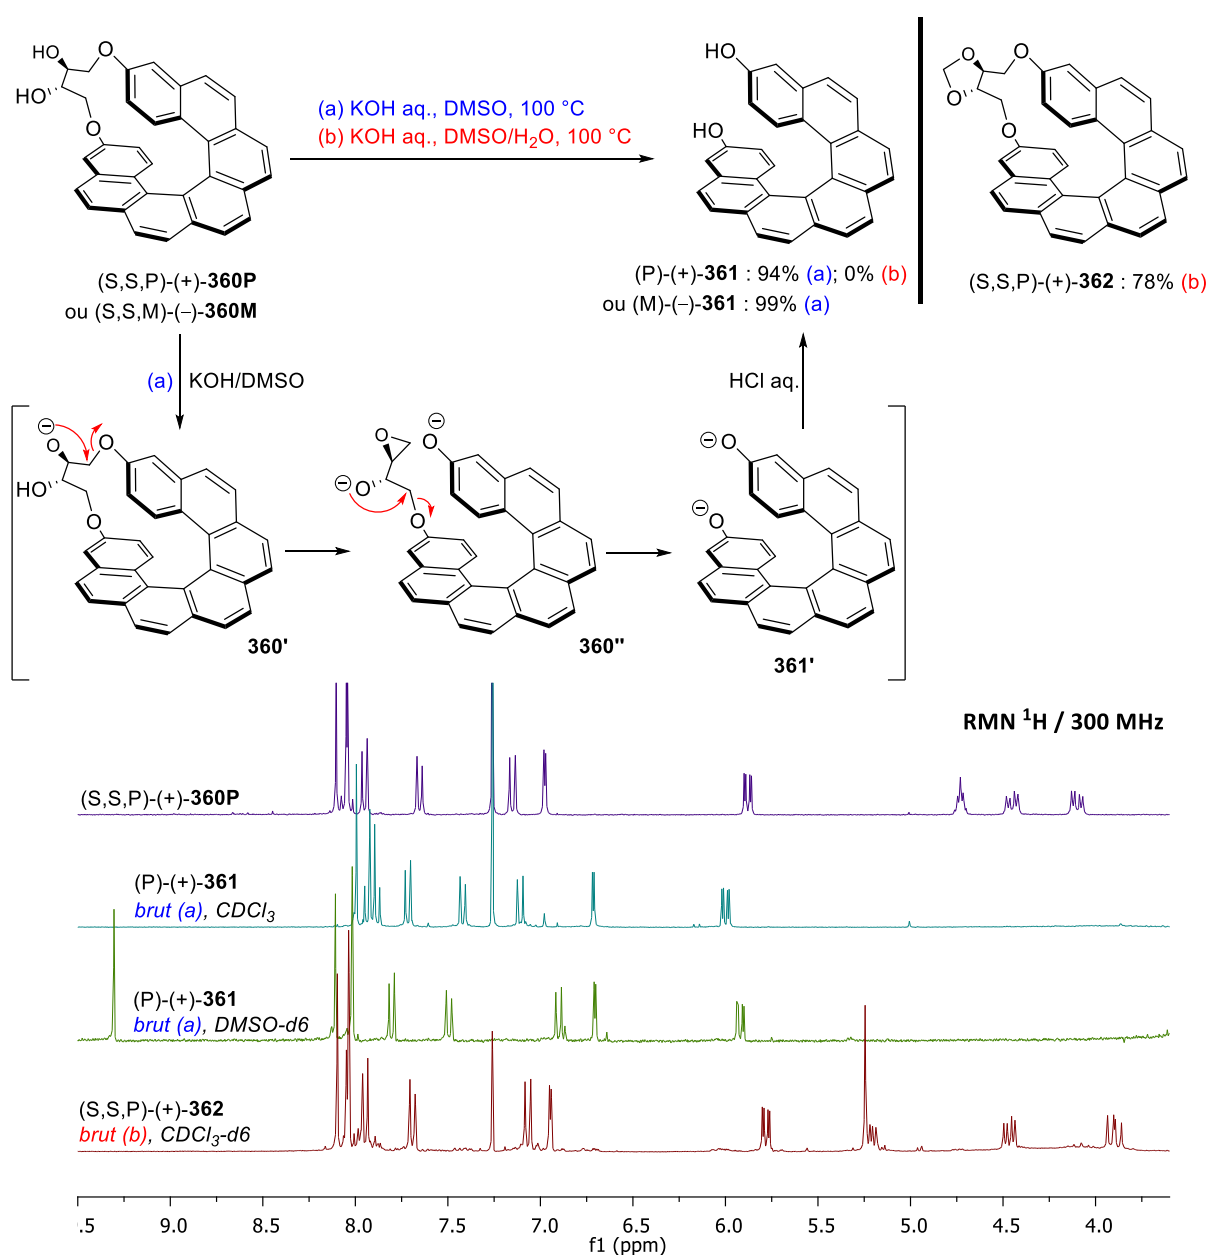 HO
O
HO
O
(S,S,P)-(+)-360P
ou (S,S,M)-(–)-360M
(a) KOH aq., DMSO, 100 °C
(b) KOH aq., DMSO/H₂O, 100 °C
HO
HO
(P)-(+)-361 : 94% (a); 0% (b)
ou (M)-(–)-361 : 99% (a)
O
O
O
O
(S,S,P)-(+)-362 : 78% (b)
(a) KOH/DMSO
HCl aq.
⊖
O
O
HO
O
360'
⊖
O
O
⊖
O
O
360''
⊖
O
⊖
O
361'
RMN ¹H / 300 MHz
(S,S,P)-(+)-360P
(P)-(+)-361
brut (a), CDCl₃
(P)-(+)-361
brut (a), DMSO-d6
(S,S,P)-(+)-362
brut (b), CDCl₃-d6
.5 9.0 8.5 8.0 7.5 7.0 6.5 6.0 5.5 5.0 4.5 4.0
f1 (ppm)